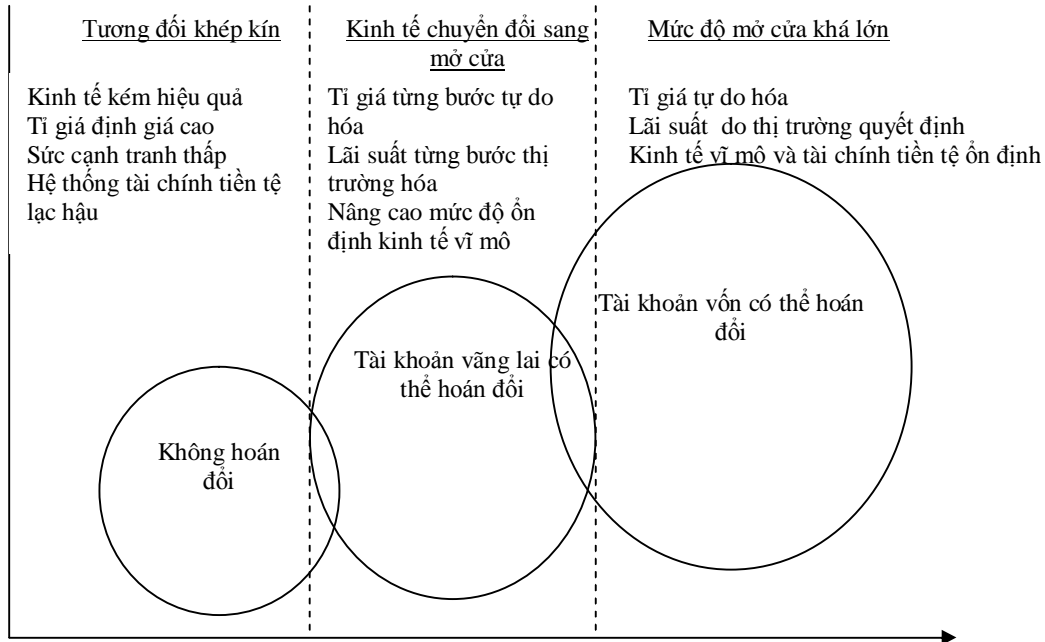 Tương đối khép kín
Kinh tế kém hiệu quả
Tỉ giá định giá cao
Sức cạnh tranh thấp
Hệ thống tài chính tiền tệ
lạc hậu
Kinh tế chuyển đổi sang
mở cửa
Tỉ giá từng bước tự do
hóa
Lãi suất từng bước thị
trường hóa
Nâng cao mức độ ổn
định kinh tế vĩ mô
Mức độ mở cửa khá lớn
Tỉ giá tự do hóa
Lãi suất do thị trường quyết định
Kinh tế vĩ mô và tài chính tiền tệ ổn định
Không hoán
đổi
Tài khoản vãng lai có
thể hoán đổi
Tài khoản vốn có thể hoán
đổi